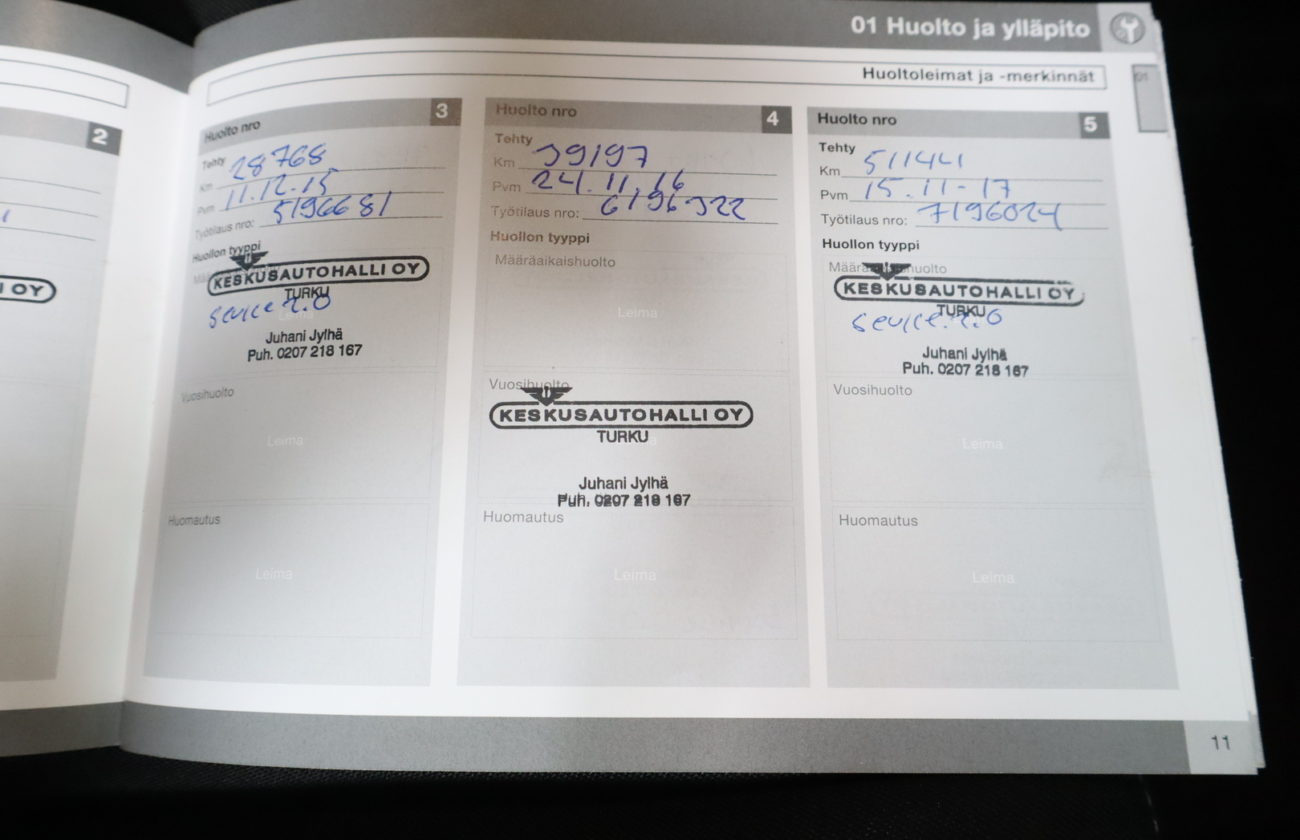 01 Huolto ja ylläpito
Huoltoleimat ja -merkinnät
01
2
OY
Huolto nro 3
Tehty
Km 28768
Pvm 11.12.15
Työtilaus nro: 5196681
Huollon tyyppi
KESKUSAUTOHALLI OY
TURKU
Service 2.0
Juhani Jylhä
Puh. 0207 218 167
Vuosihuolto
Leima
Huomautus
Leima
Huolto nro 4
Tehty
Km 39197
Pvm 24.11.16
Työtilaus nro: 6196322
Huollon tyyppi
Määräaikaishuolto
Leima
Vuosihuolto
KESKUSAUTOHALLI OY
TURKU
Juhani Jylhä
Puh. 0207 218 167
Huomautus
Leima
Huolto nro 5
Tehty
Km 51144
Pvm 15.11-17
Työtilaus nro: 7196024
Huollon tyyppi
Määräaikaishuolto
KESKUSAUTOHALLI OY
TURKU
Service 2.0
Juhani Jylhä
Puh. 0207 218 167
Vuosihuolto
Leima
Huomautus
Leima
11